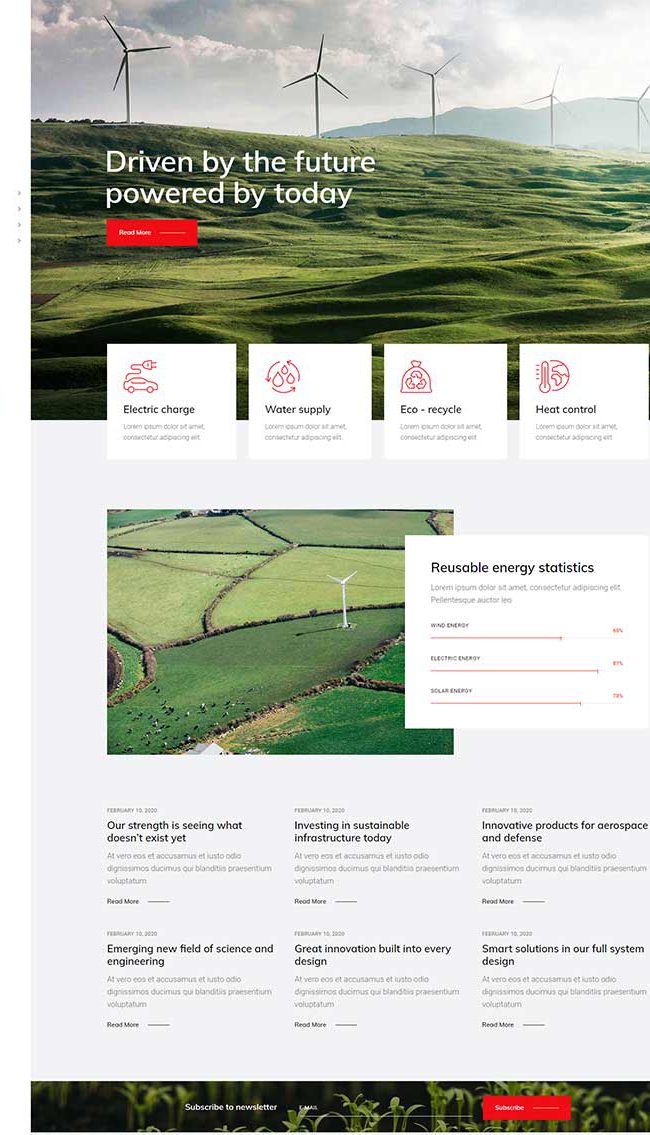 Driven by the future
powered by today
Read More
Electric charge
Lorem ipsum dolor sit amet,
consectetur adipiscing elit
Water supply
Lorem ipsum dolor sit amet,
consectetur adipiscing elit
Eco - recycle
Lorem ipsum dolor sit amet,
consectetur adipiscing elit
Heat control
Lorem ipsum dolor sit amet,
consectetur adipiscing elit
Reusable energy statistics
Lorem ipsum dolor sit amet, consectetur adipiscing elit.
Pellentesque auctor leo
WIND ENERGY
ELECTRIC ENERGY
81%
SOLAR ENERGY
FEBRUARY 10, 2020
Our strength is seeing what
doesn't exist yet
At vero eos et accusamus et iusto odio
dignissimos ducimus qui blanditiis praesentium
voluptatum
Read More
FEBRUARY 10, 2020
Investing in sustainable
infrastructure today
At vero eos et accusamus et iusto odio
dignissimos ducimus qui blanditiis praesentium
voluptatum
Read More
FEBRUARY 10, 2020
Innovative products for aerospace
and defense
At vero eos et accusamus et iusto odio
dignissimos ducimus qui blanditiis praesentium
voluptatum
Read More
FEBRUARY 10, 2020
Emerging new field of science and
engineering
At vero eos et accusamus et iusto odio
dignissimos ducimus qui blanditiis praesentium
voluptatum
Read More
FEBRUARY 10, 2020
Great innovation built into every
design
At vero eos et accusamus et iusto odio
dignissimos ducimus qui blanditiis praesentium
voluptatum
Read More
FEBRUARY 10, 2020
Smart solutions in our full system
design
At vero eos et accusamus et iusto odio
dignissimos ducimus qui blanditiis praesentium
voluptatum
Read More
Subscribe to newsletter
E-MAIL
Subscribe